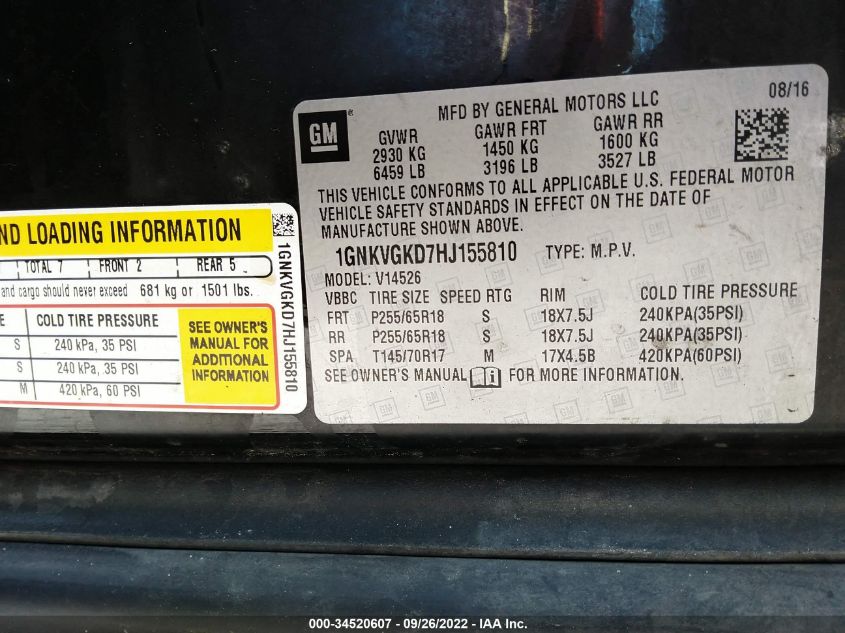 08/16
MFD BY GENERAL MOTORS LLC
GM®
GVWR GAWR FRT GAWR RR
2930 KG 1450 KG 1600 KG
6459 LB 3196 LB 3527 LB
THIS VEHICLE CONFORMS TO ALL APPLICABLE U.S. FEDERAL MOTOR
VEHICLE SAFETY STANDARDS IN EFFECT ON THE DATE OF
MANUFACTURE SHOWN ABOVE.
1GNKVGKD7HJ155810 TYPE: M.P.V.
MODEL: V14526
VBBC TIRE SIZE SPEED RTG RIM COLD TIRE PRESSURE
FRT P255/65R18 S 18X7.5J 240KPA(35PSI)
RR P255/65R18 S 18X7.5J 240KPA(35PSI)
SPA T145/70R17 M 17X4.5B 420KPA(60PSI)
SEE OWNER'S MANUAL FOR MORE INFORMATION.
ND LOADING INFORMATION
TOTAL 7 FRONT 2 REAR 5
and cargo should never exceed 681 kg or 1501 lbs.
E COLD TIRE PRESSURE
S 240 kPa, 35 PSI
S 240 kPa, 35 PSI
M 420 kPa, 60 PSI
SEE OWNER'S
MANUAL FOR
ADDITIONAL
INFORMATION
1GNKVGKD7HJ155810
000-34520607 - 09/26/2022 - IAA Inc.